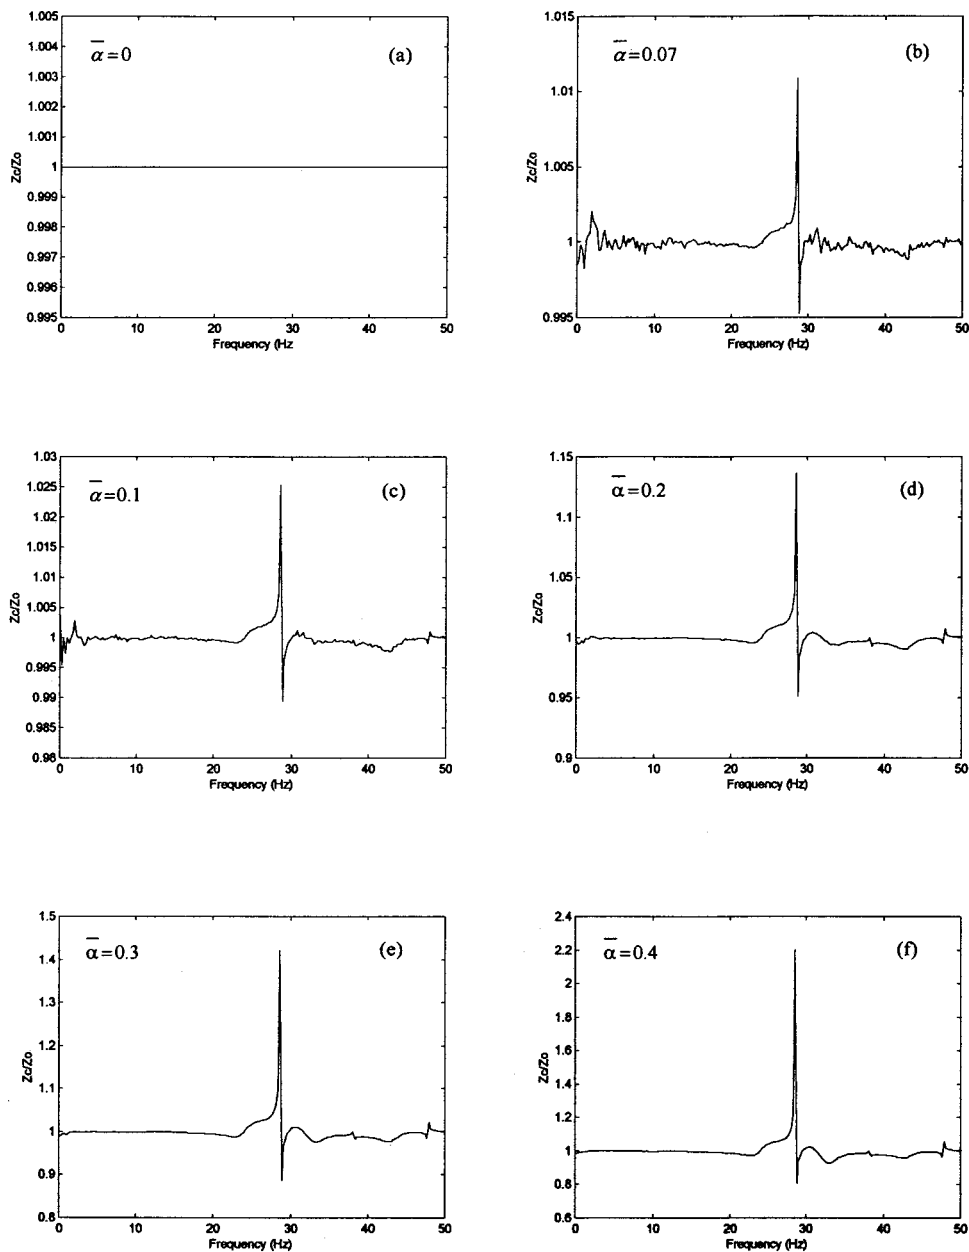 1.005
1.004
1.003
1.002
1.001
1
0.999
0.998
0.997
0.996
0.995
Zc/Zo
α̅=0
(a)
0 10 20 30 40 50
Frequency (Hz
1.015
1.01
1.005
1
0.995
Zc/Zo
α̅=0.07
(b)
0 10 20 30 40 50
Frequency (Hz
1.03
1.025
1.02
1.015
1.01
1.005
1
0.995
0.99
0.985
0.98
Zc/Zo
α̅=0.1
(c)
0 10 20 30 40 50
Frequency (Hz)
1.15
1.1
1.05
1
0.95
0.9
Zc/Zo
α̅=0.2
(d)
0 10 20 30 40 50
Frequency (Hz)
1.5
1.4
1.3
1.2
1.1
1
0.9
0.8
Zc/Zo
α̅=0.3
(e)
0 10 20 30 40 50
Frequency (Hz)
2.4
2.2
2
1.8
1.6
1.4
1.2
1
0.8
0.6
Zc/Zo
α̅=0.4
(f)
0 10 20 30 40 50
Frequency (Hz)